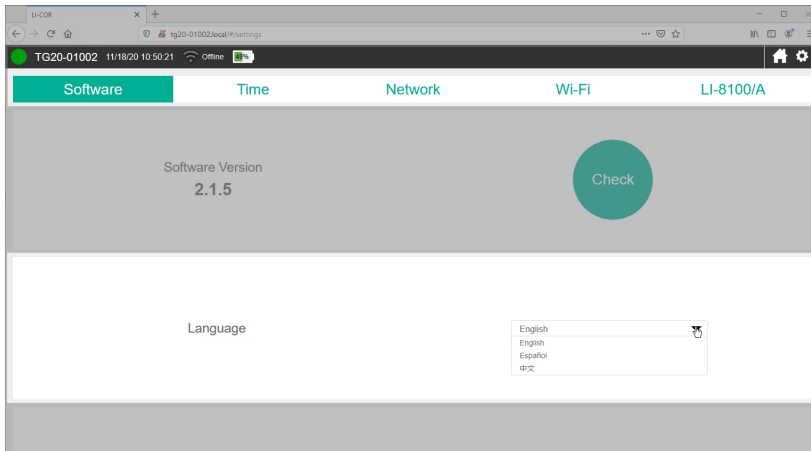 LI-COR
tg20-01002.local/#/settings
TG20-01002 11/18/20 10:50:21 Offline 49%
Software Time Network Wi-Fi LI-8100/A
Software Version
2.1.5
Check
Language
English
English
Español
中文